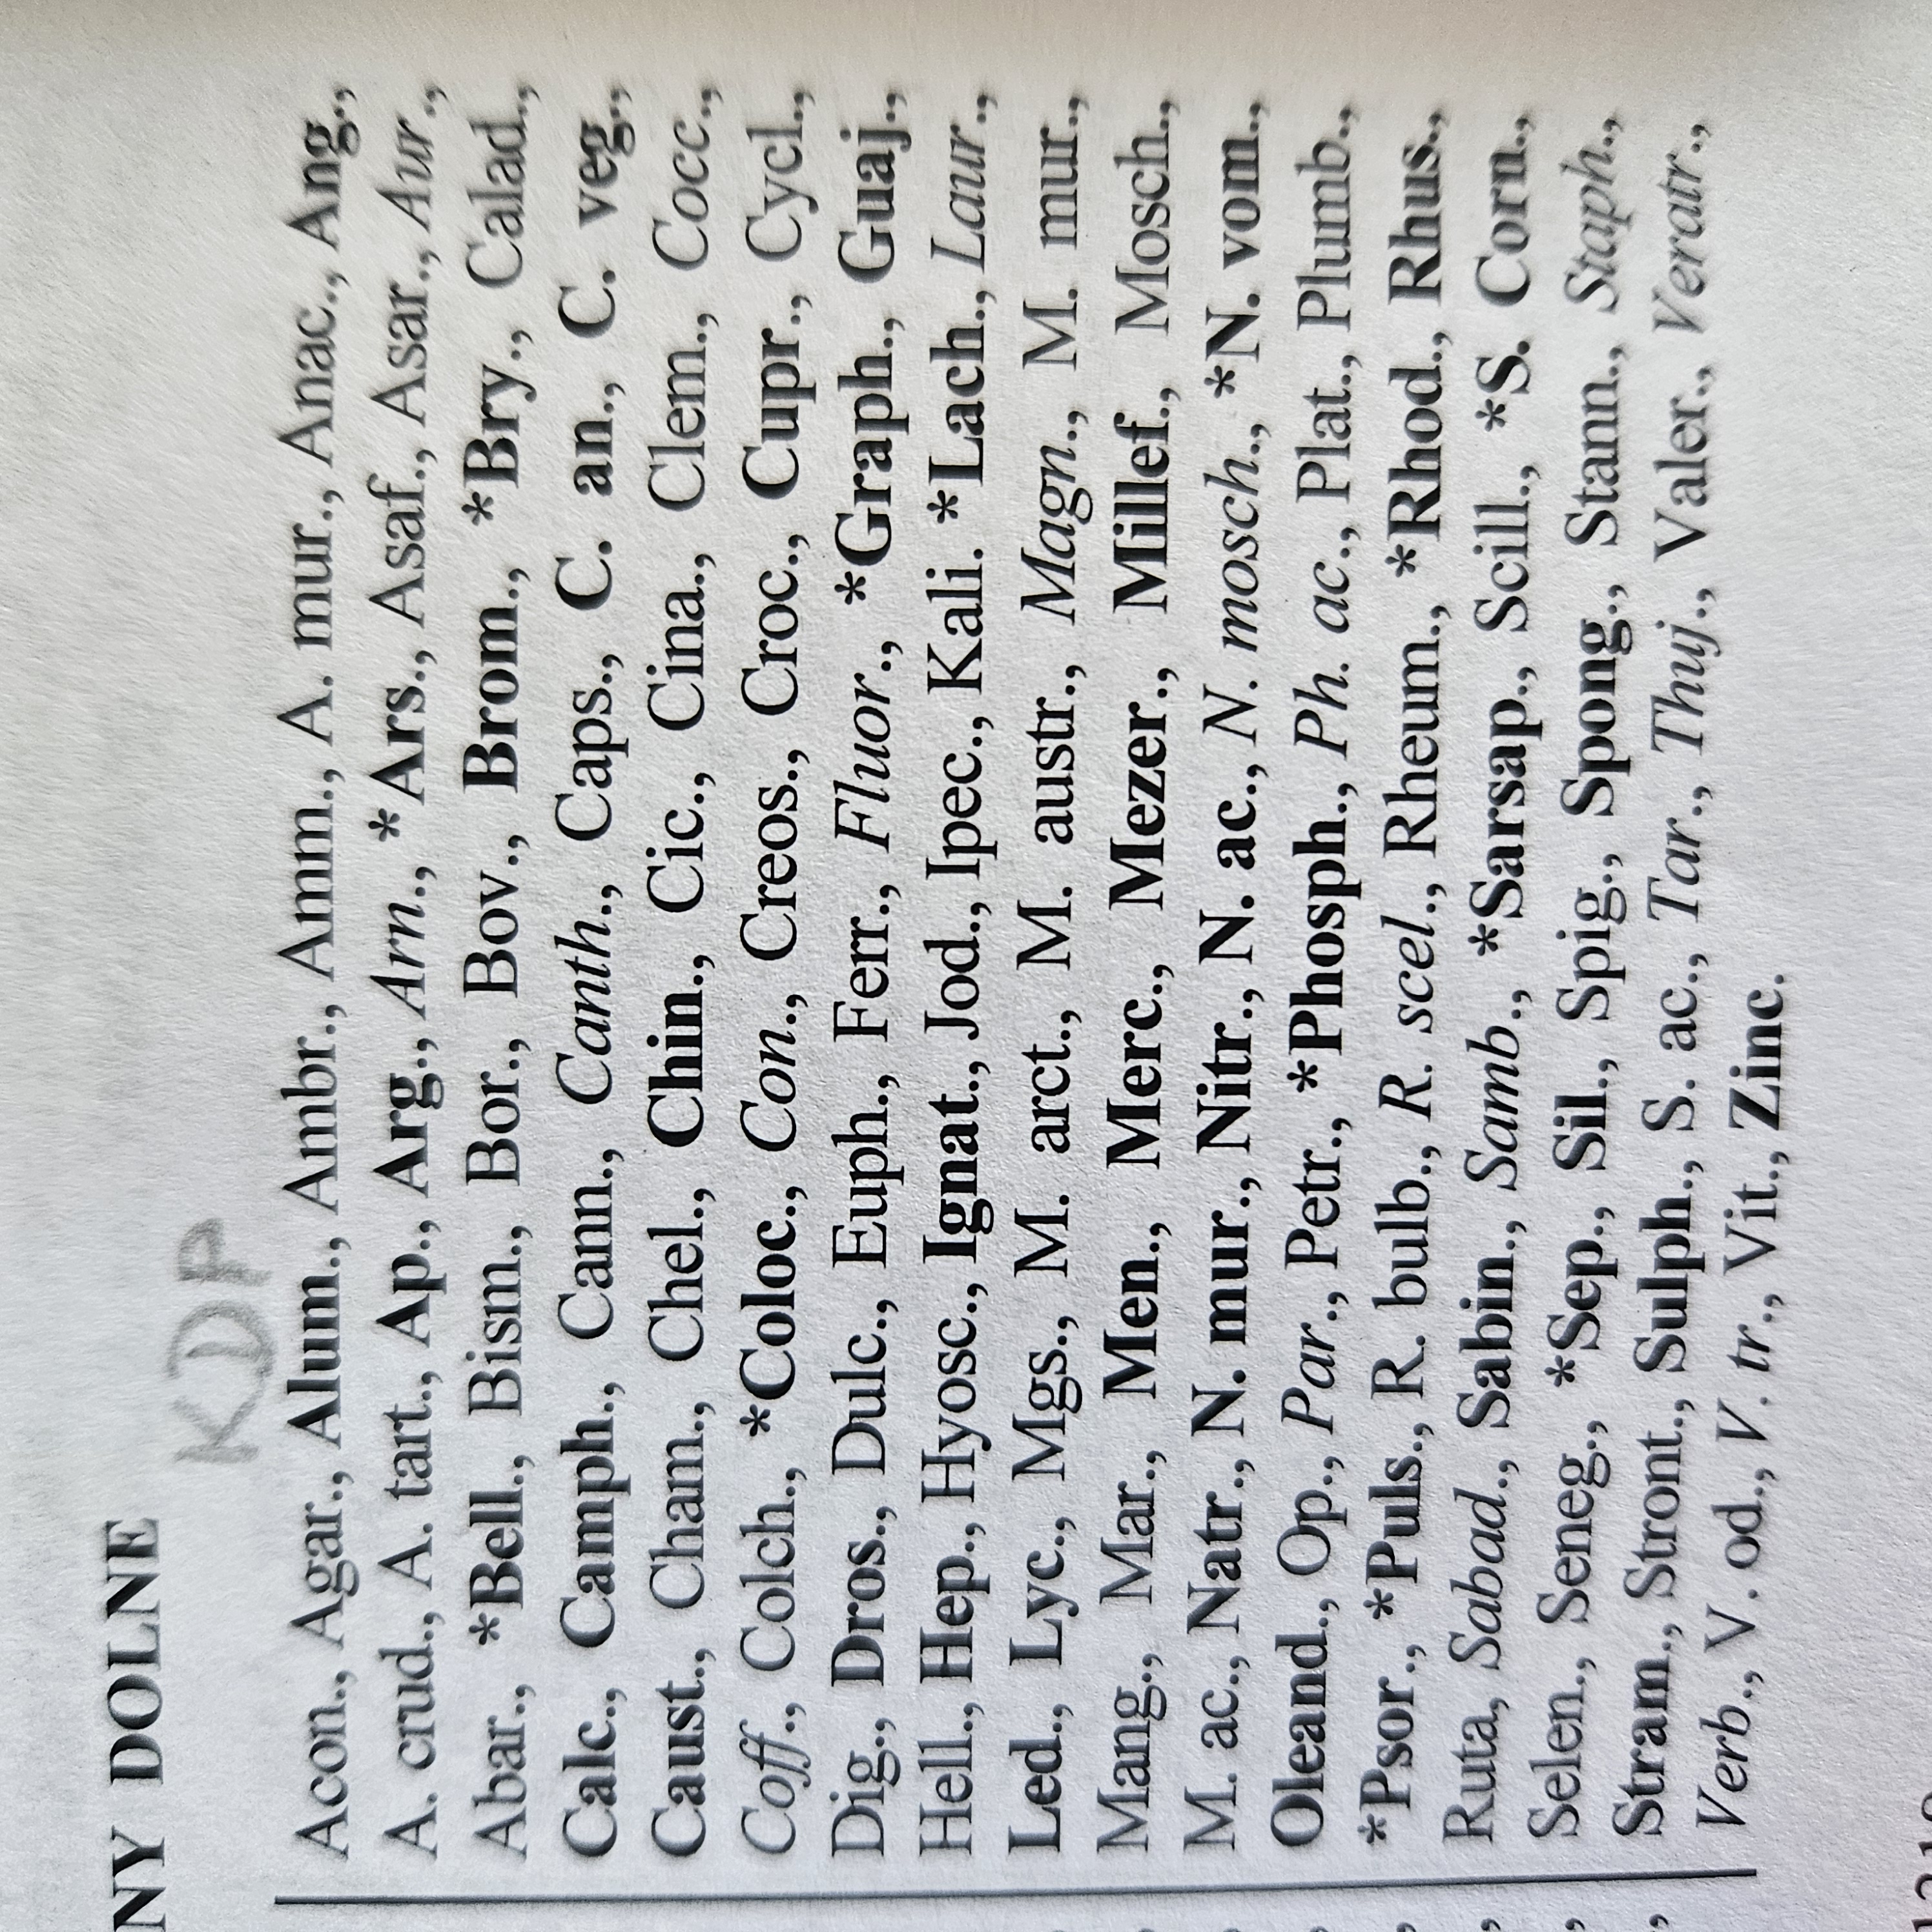 NY DOLNE
KDP
Acon., Agar., Alum., Ambr., Amm., A. mur., Anac., Ang.,
A. crud., A. tart., Ap., Arg., Arn., *Ars., Asaf., Asar., Aur.,
Abar., *Bell., Bism., Bor., Bov., Brom., *Bry., Calad.,
Calc., Camph., Cann., Canth., Caps., C. an., C. veg.,
Caust., Cham., Chel., Chin., Cic., Cina., Clem., Cocc.,
Coff., Colch., *Coloc., Con., Creos., Croc., Cupr., Cycl.,
Dig., Dros., Dulc., Euph., Ferr., Fluor., *Graph., Guaj.,
Hell., Hep., Hyosc., Ignat., Jod., Ipec., Kali. *Lach., Laur.,
Led., Lyc., Mgs., M. arct., M. austr., Magn., M. mur.,
Mang., Mar., Men., Merc., Mezer., Millef., Mosch.,
M. ac., Natr., N. mur., Nitr., N. ac., N. mosch., *N. vom.,
Oleand., Op., Par., Petr., *Phosph., Ph. ac., Plat., Plumb.,
*Psor., *Puls., R. bulb., R. scel., Rheum., *Rhod., Rhus.,
Ruta, Sabad., Sabin., Samb., *Sarsap., Scill., *S. Corn.,
Selen., Seneg., *Sep., Sil., Spig., Spong., Stann., Staph.,
Stram., Stront., Sulph., S. ac., Tar., Thuj., Valer., Veratr.,
Verb., V. od., V. tr., Vit., Zinc.